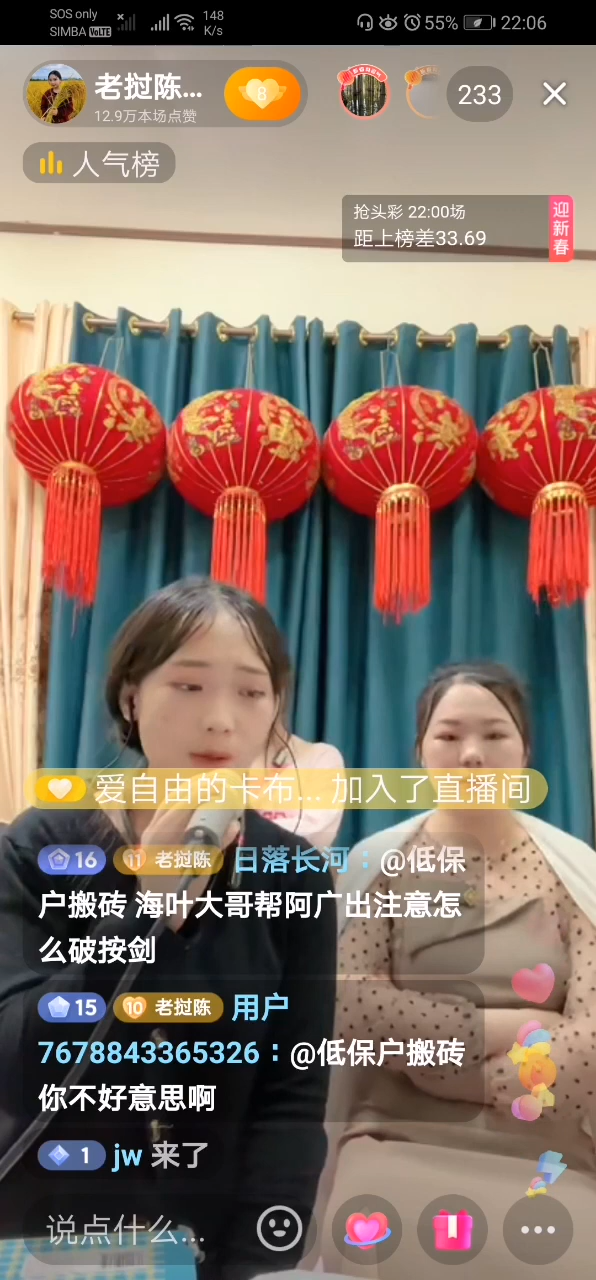 SOS only
148
SIMBA VoLTE
K/s
55%
22:06
老挝陈...
12.9万本场点赞
8
233
人气榜
抢头彩 22:00场
距上榜差33.69
迎新春
爱自由的卡布... 加入了直播间
16 11 老挝陈 日落长河：@低保
户搬砖 海叶大哥帮阿广出注意怎
么破按剑
15 10 老挝陈 用户
7678843365326：@低保户搬砖
你不好意思啊
1 jw 来了
说点什么...